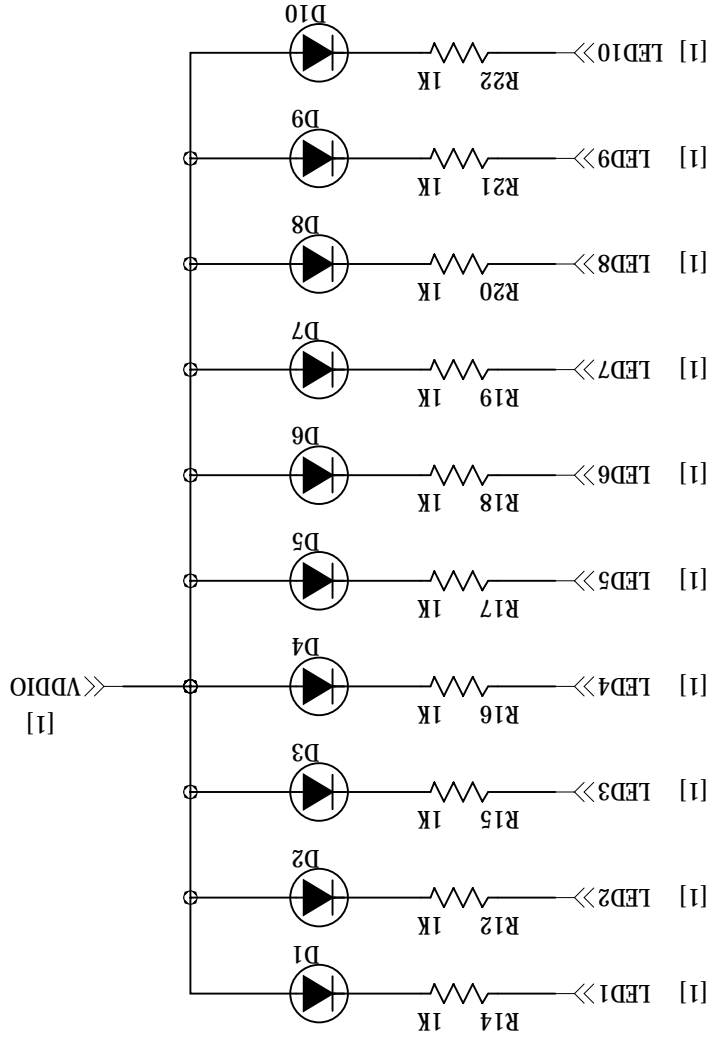 R14 1K
[1] LED1
D1
R12 1K
[1] LED2
D2
R15 1K
[1] LED3
D3
R16 1K
[1] LED4
D4
[1]
VDDIO
R17 1K
[1] LED5
D5
R18 1K
[1] LED6
D6
R19 1K
[1] LED7
D7
R20 1K
[1] LED8
D8
R21 1K
[1] LED9
D9
R22 1K
[1] LED10
D10